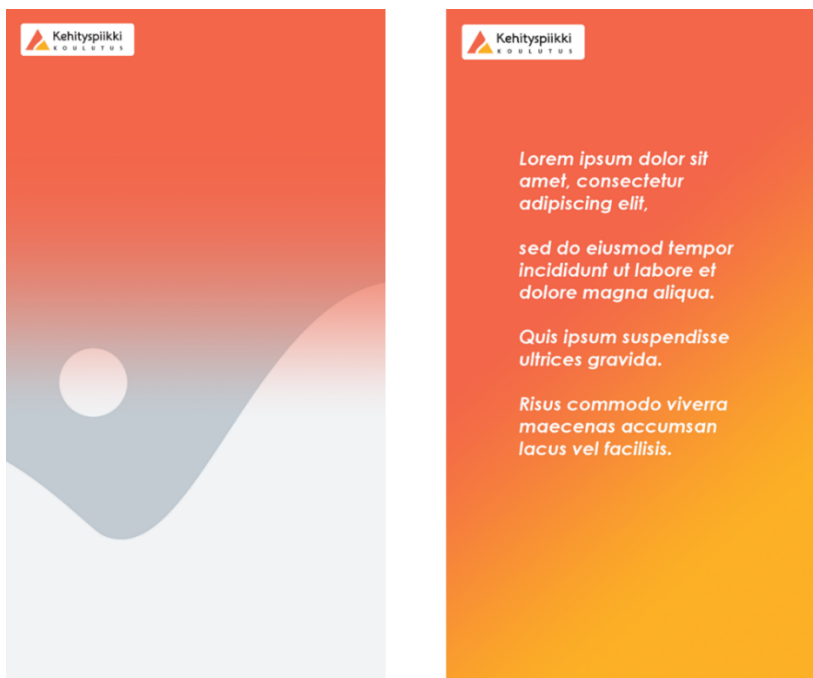 Kehityspiikki
KOULUTUS
Kehityspiikki
KOULUTUS
Lorem ipsum dolor sit
amet, consectetur
adipiscing elit,
sed do eiusmod tempor
incididunt ut labore et
dolore magna aliqua.
Quis ipsum suspendisse
ultrices gravida.
Risus commodo viverra
maecenas accumsan
lacus vel facilisis.